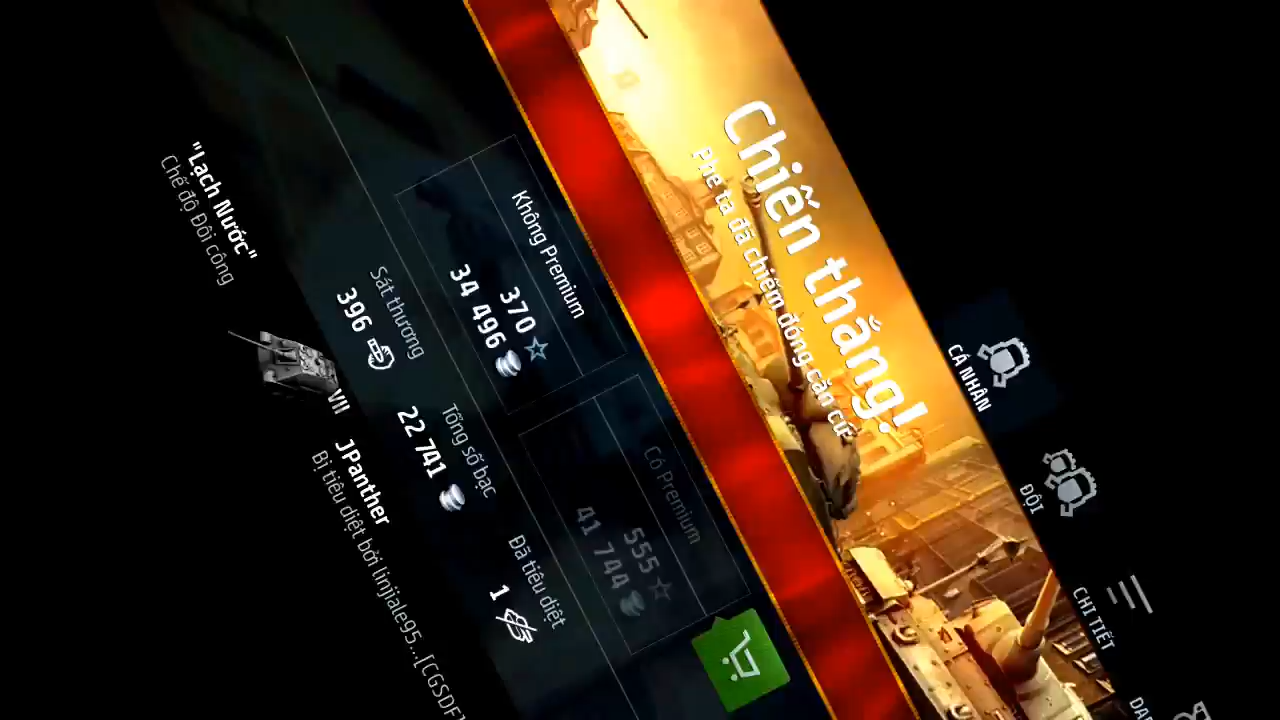 CÁ NHÂN
ĐỘI
CHI TIẾT
Chiến thắng!
Phe ta đã chiếm đóng căn cứ
Không Premium
370
34 496
Có Premium
555
41 744
Sát thương
396
Tổng số bạc
22 741
Đã tiêu diệt
1
"Lạch Nước"
Chế độ Đôi công
VII JPanther
Bị tiêu diệt bởi linjiale95...[CGSDF]